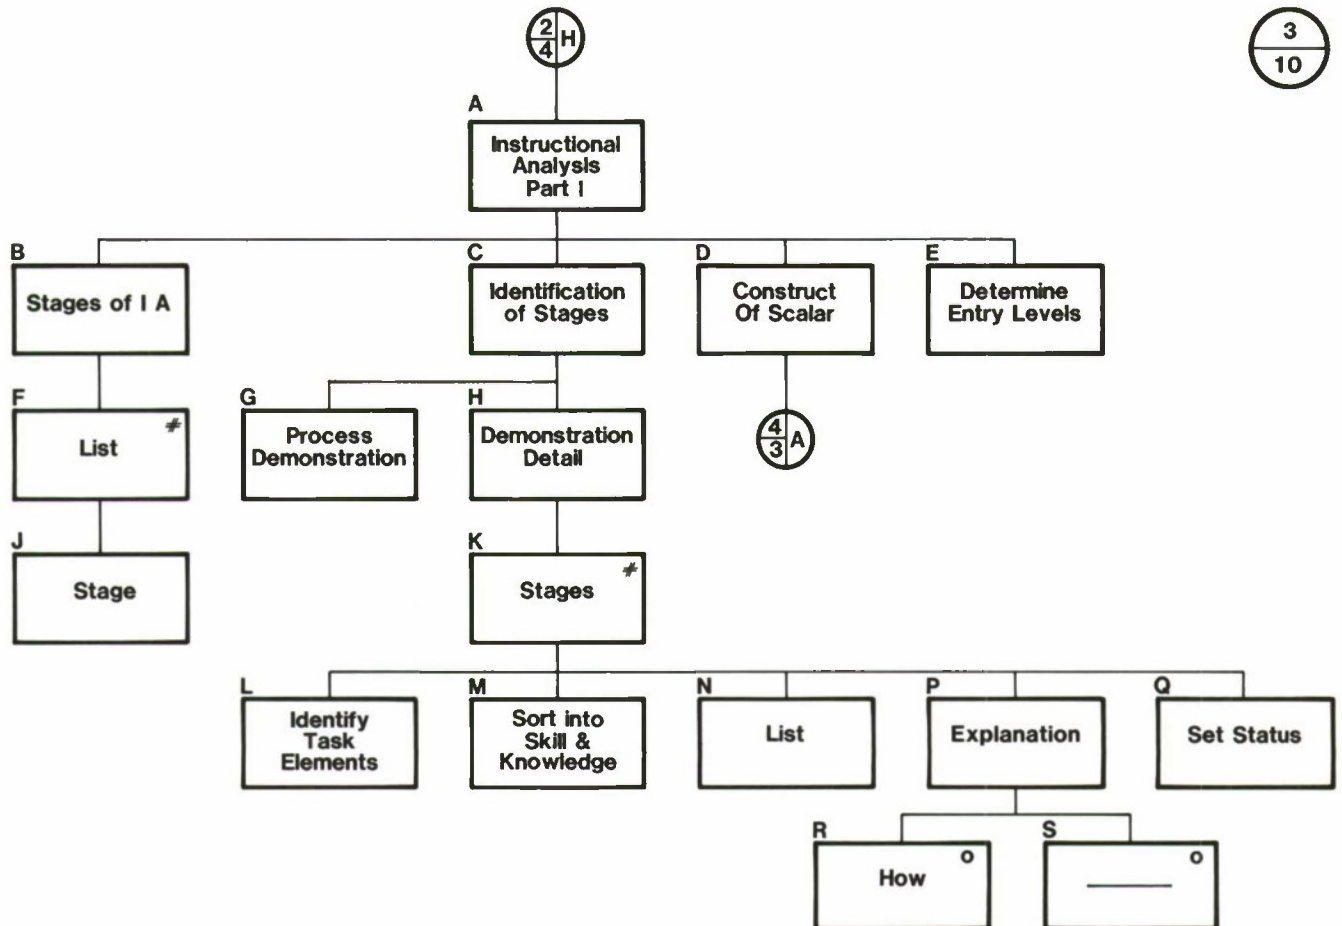 2
4
H
3
10
A
Instructional
Analysis
Part I
B
Stages of I A
C
Identification
of Stages
D
Construct
Of Scalar
E
Determine
Entry Levels
F
#
List
G
Process
Demonstration
H
Demonstration
Detail
4
3
A
J
Stage
K
#
Stages
L
Identify
Task
Elements
M
Sort into
Skill &
Knowledge
N
List
P
Explanation
Q
Set Status
R
o
How
S
o